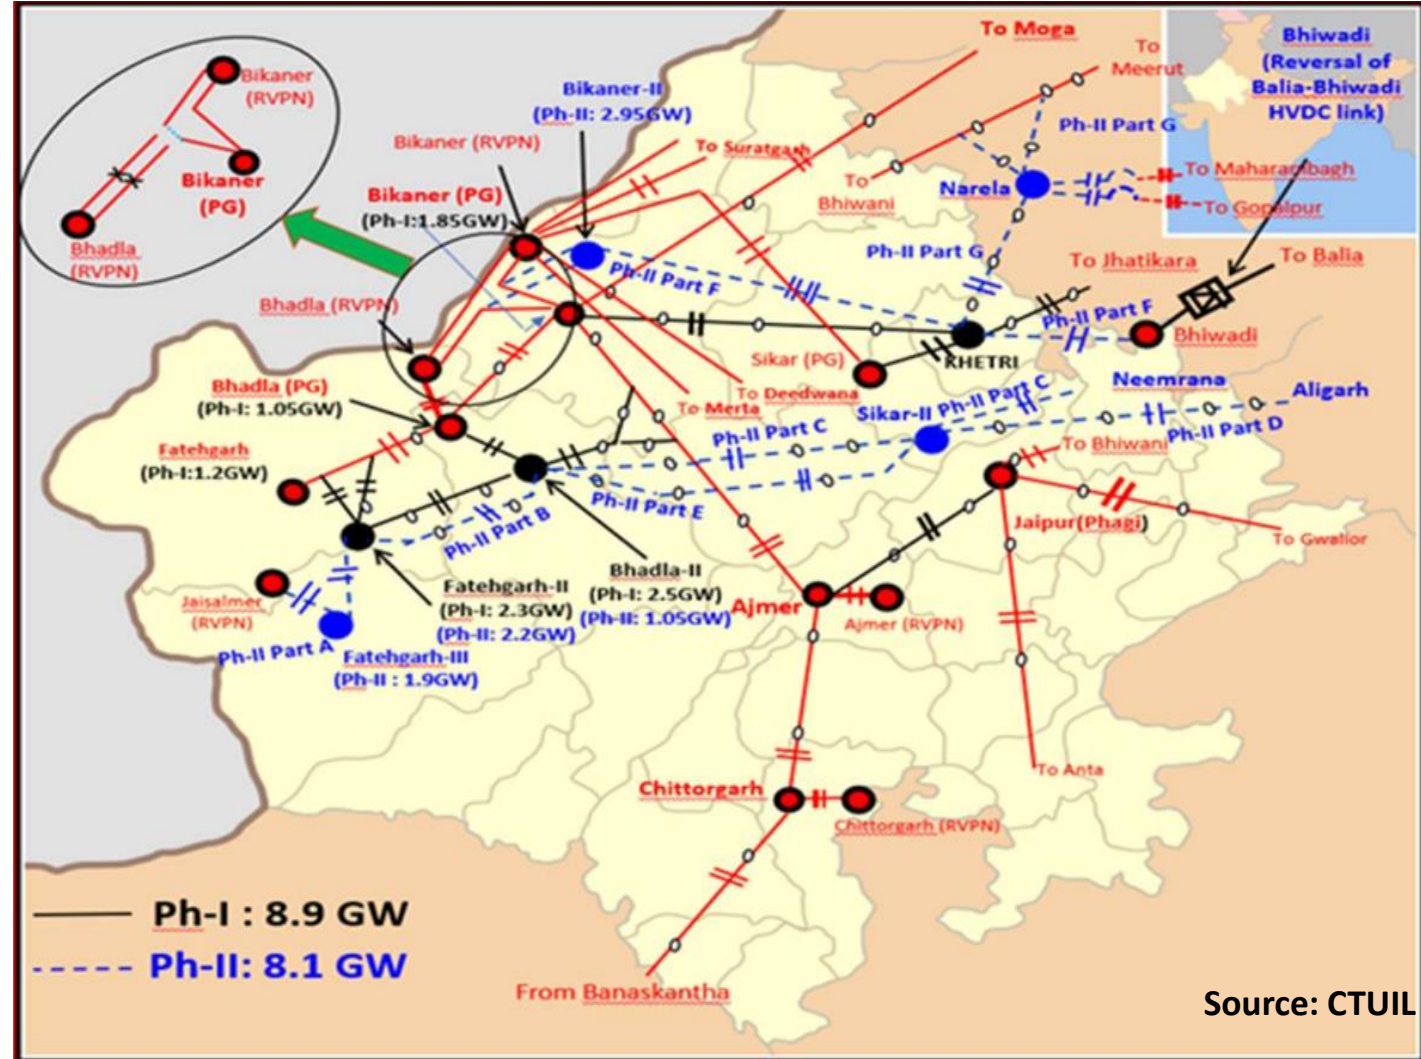 Bikaner
(RVPN)
Bikaner
(PG)
Bhadla
(RVPN)
Bikaner-II
(Ph-II: 2.95GW)
Bikaner (RVPN)
Bikaner (PG)
(Ph-I:1.85GW)
To Moga
To
Meerut
Bhiwadi
(Reversal of
Balia-Bhiwadi
HVDC link)
Ph-II Part G
To Suratgarh
To
Bhiwani
Narela
To Maharanibagh
To Gopalpur
Ph-II Part G
Ph-II Part F
To Jhatikara
To Balia
Bhadla (RVPN)
Ph-II Part F
Bhiwadi
KHETRI
Sikar (PG)
Bhadla (PG)
(Ph-I: 1.05GW)
To Deedwana
To Merta
Neemrana
Aligarh
Sikar-II
Ph-II Part C
Ph-II Part C
Ph-II Part D
Fatehgarh
(Ph-I:1.2GW)
To Bhiwani
Ph-II Part E
Ph-II Part B
Jaipur(Phagi)
To Gwalior
Bhadla-II
(Ph-I: 2.5GW)
(Ph-II: 1.05GW)
Fatehgarh-II
(Ph-I: 2.3GW)
(Ph-II: 2.2GW)
Jaisalmer
(RVPN)
Ajmer
Ajmer (RVPN)
Ph-II Part A
Fatehgarh-III
(Ph-II : 1.9GW)
To Anta
Chittorgarh
Chittorgarh (RVPN)
Ph-I : 8.9 GW
Ph-II: 8.1 GW
From Banaskantha
Source: CTUIL